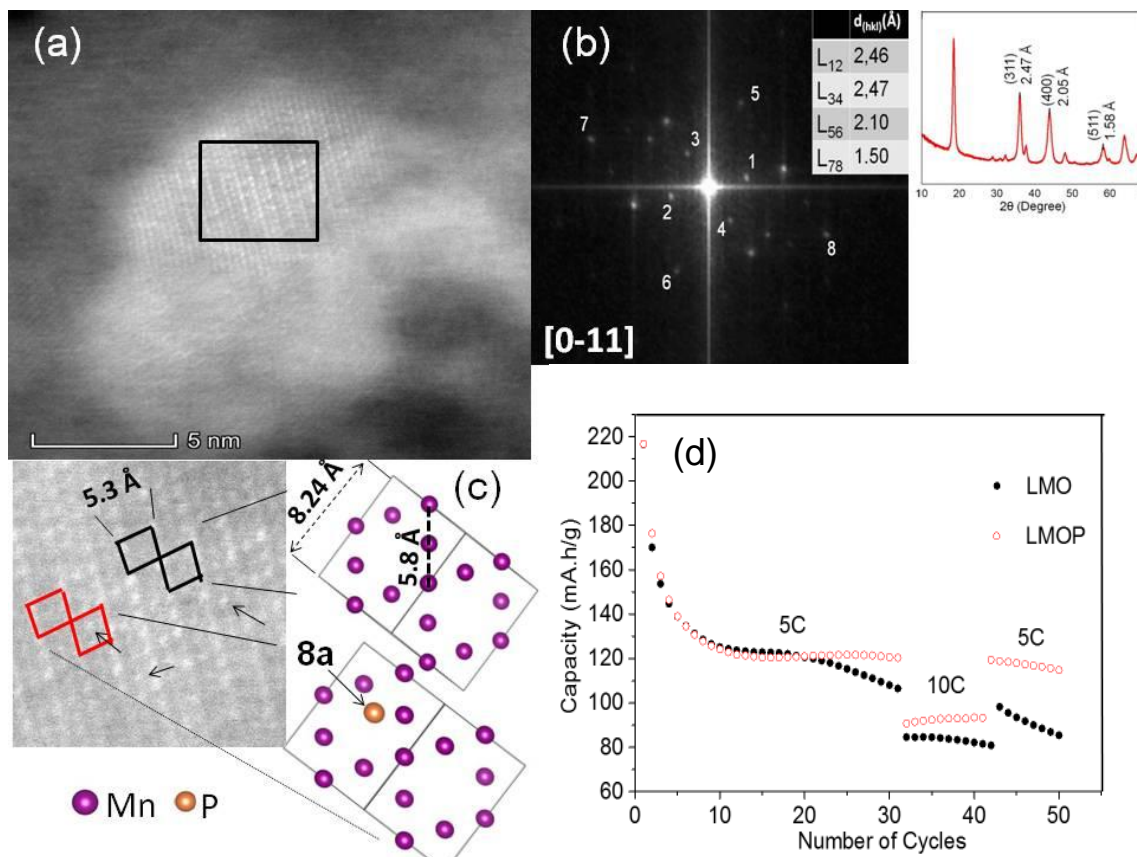 (a)
5 nm
(b)
d(hkl)(Å)
L12 2,46
L34 2,47
L56 2.10
L78 1.50
5
7
3
1
2
4
8
6
[0-11]
(311)
2.47 Å
(400)
2.05 Å
(511)
1.58 Å
10 20 30 40 50 60
2θ (Degree)
5.3 Å
8.24 Å
(c)
5.8 Å
8a
Mn P
(d)
LMO
LMOP
5C
10C
5C
220
200
180
160
140
120
100
80
60
Capacity (mA.h/g)
0 10 20 30 40 50
Number of Cycles